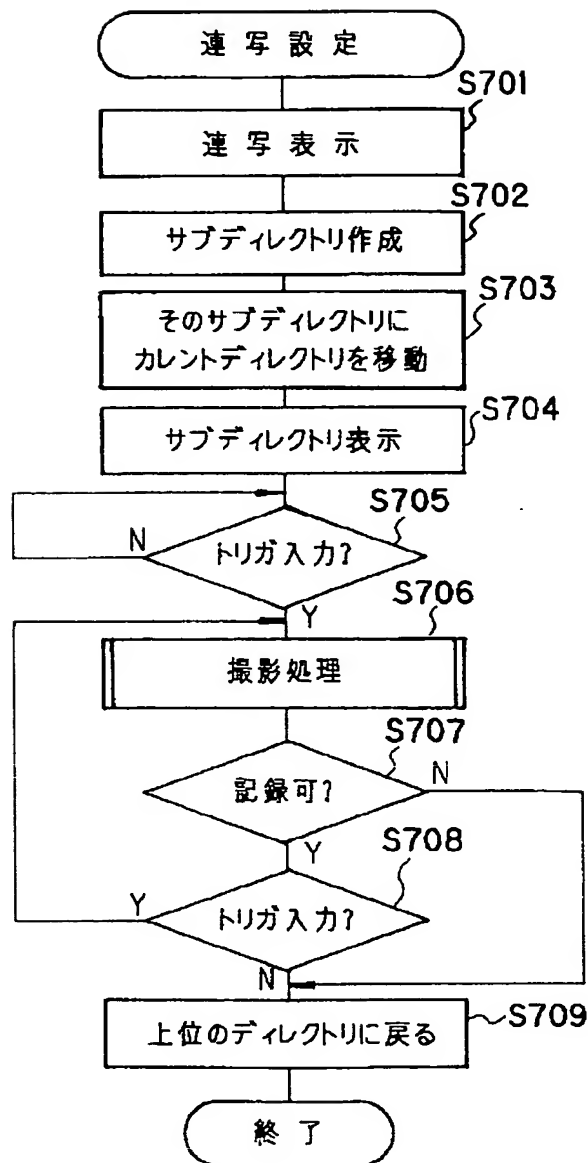 連写設定
S701
連写表示
S702
サブディレクトリ作成
S703
そのサブディレクトリに
カレントディレクトリを移動
S704
サブディレクトリ表示
S705
N
トリガ入力?
Y
S706
撮影処理
S707
記録可?
N
Y
S708
Y
トリガ入力?
N
上位のディレクトリに戻る
S709
終了